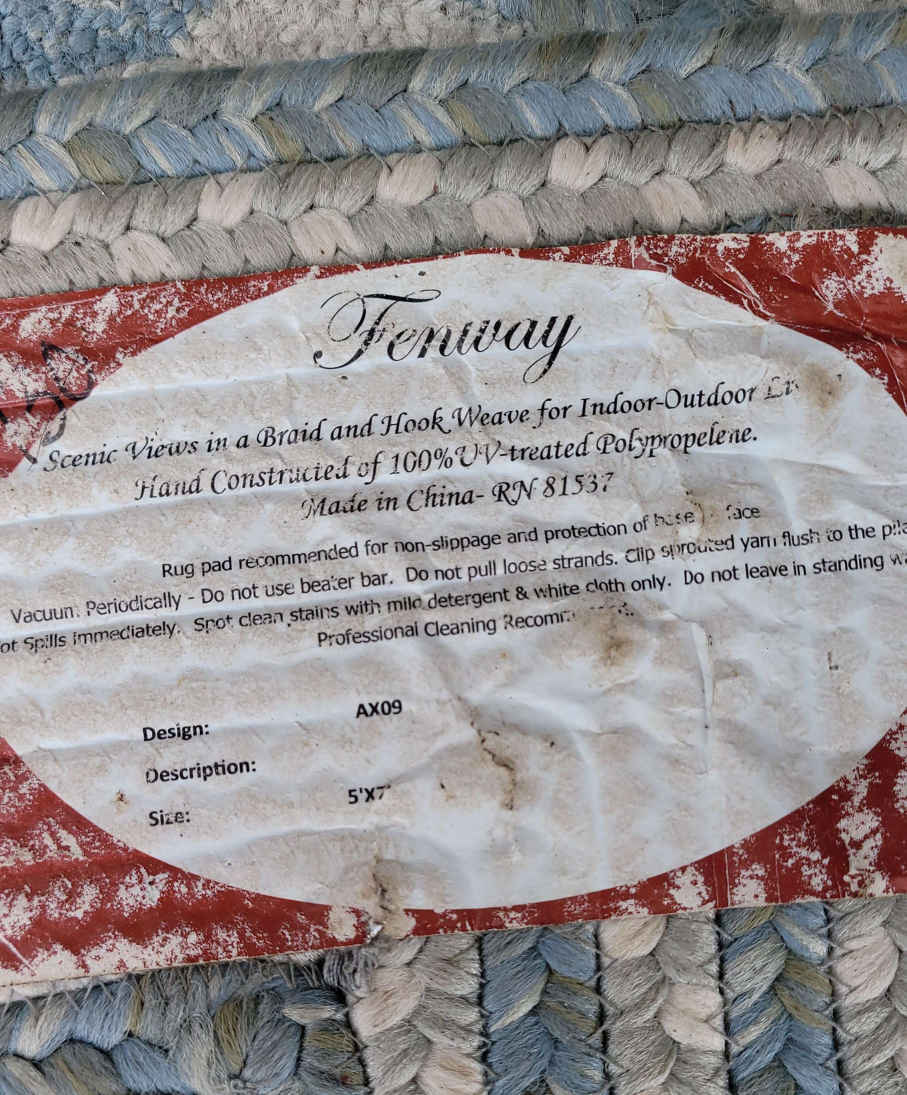 Fenway
Scenic Views in a Braid and Hook Weave for Indoor-Outdoor
Hand Constructed of 100%UV-treated Polypropelene.
Made in China- RN 81537
Rug pad recommended for non-slippage and protection of base face
Vacuum Periodically - Do not use beater bar. Do not pull loose strands. Clip sprouted yarn flush to the
Spills immediately. Spot clean stains with mild detergent & white cloth only. Do not leave in standing
Professional Cleaning
Design: AX09
Description:
Size: 5'X7'